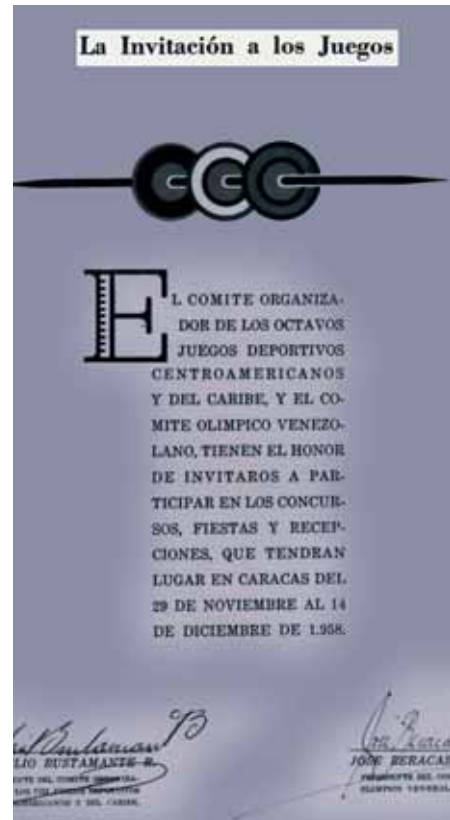 La Invitación a los Juegos
EL COMITE ORGANIZA-
DOR DE LOS OCTAVOS
JUEGOS DEPORTIVOS
CENTROAMERICANOS
Y DEL CARIBE, Y EL CO-
MITE OLIMPICO VENEZO-
LANO, TIENEN EL HONOR
DE INVITAROS A PAR-
TICIPAR EN LOS CONCUR-
SOS, FIESTAS Y RECEP-
CIONES, QUE TENDRAN
LUGAR EN CARACAS DEL
29 DE NOVIEMBRE AL 14
DE DICIEMBRE DE 1.958.
LIO BUSTAMANTE R.
JOSE BERACAS
Y DEL CARIBE.